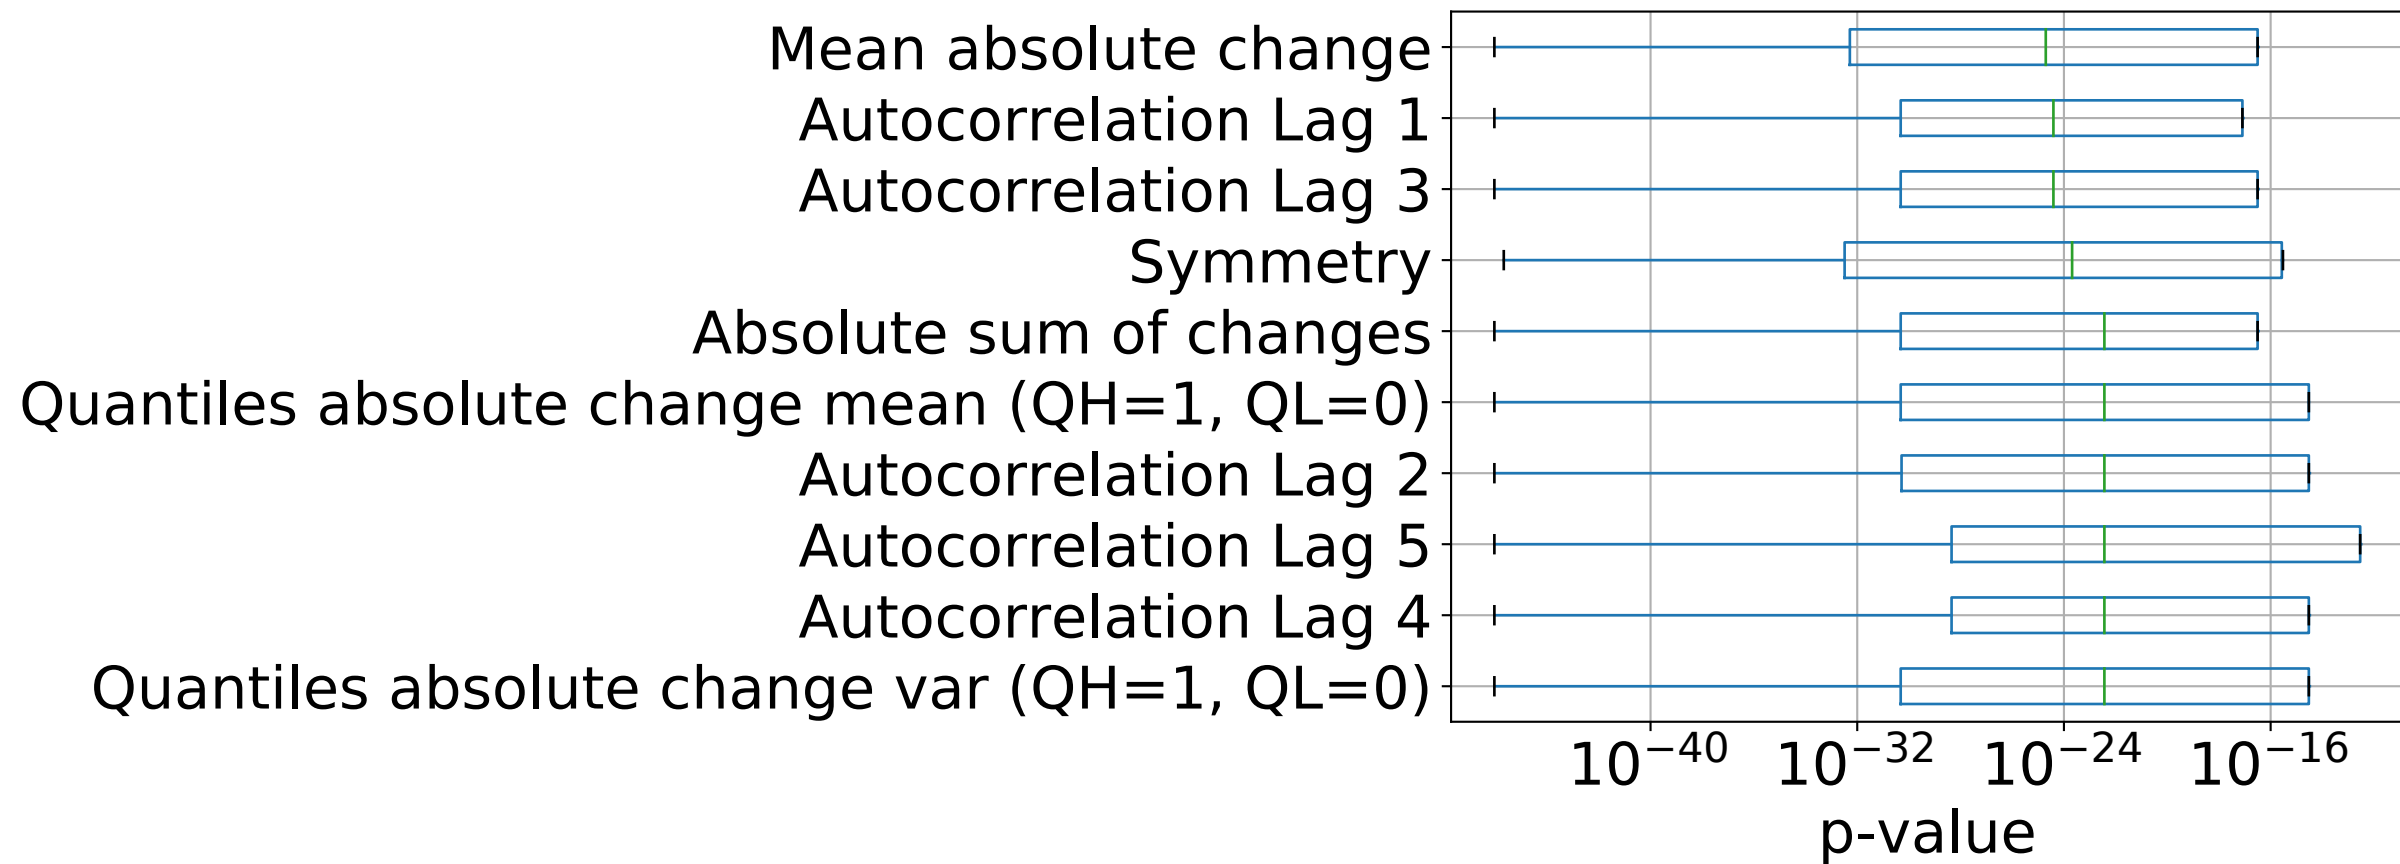 Mean absolute change
Autocorrelation Lag 1
Autocorrelation Lag 3
Symmetry
Absolute sum of changes
Quantiles absolute change mean (QH=1, QL=0)
Autocorrelation Lag 2
Autocorrelation Lag 5
Autocorrelation Lag 4
Quantiles absolute change var (QH=1, QL=0)
10⁻⁴⁰ 10⁻³² 10⁻²⁴ 10⁻¹⁶
p-value